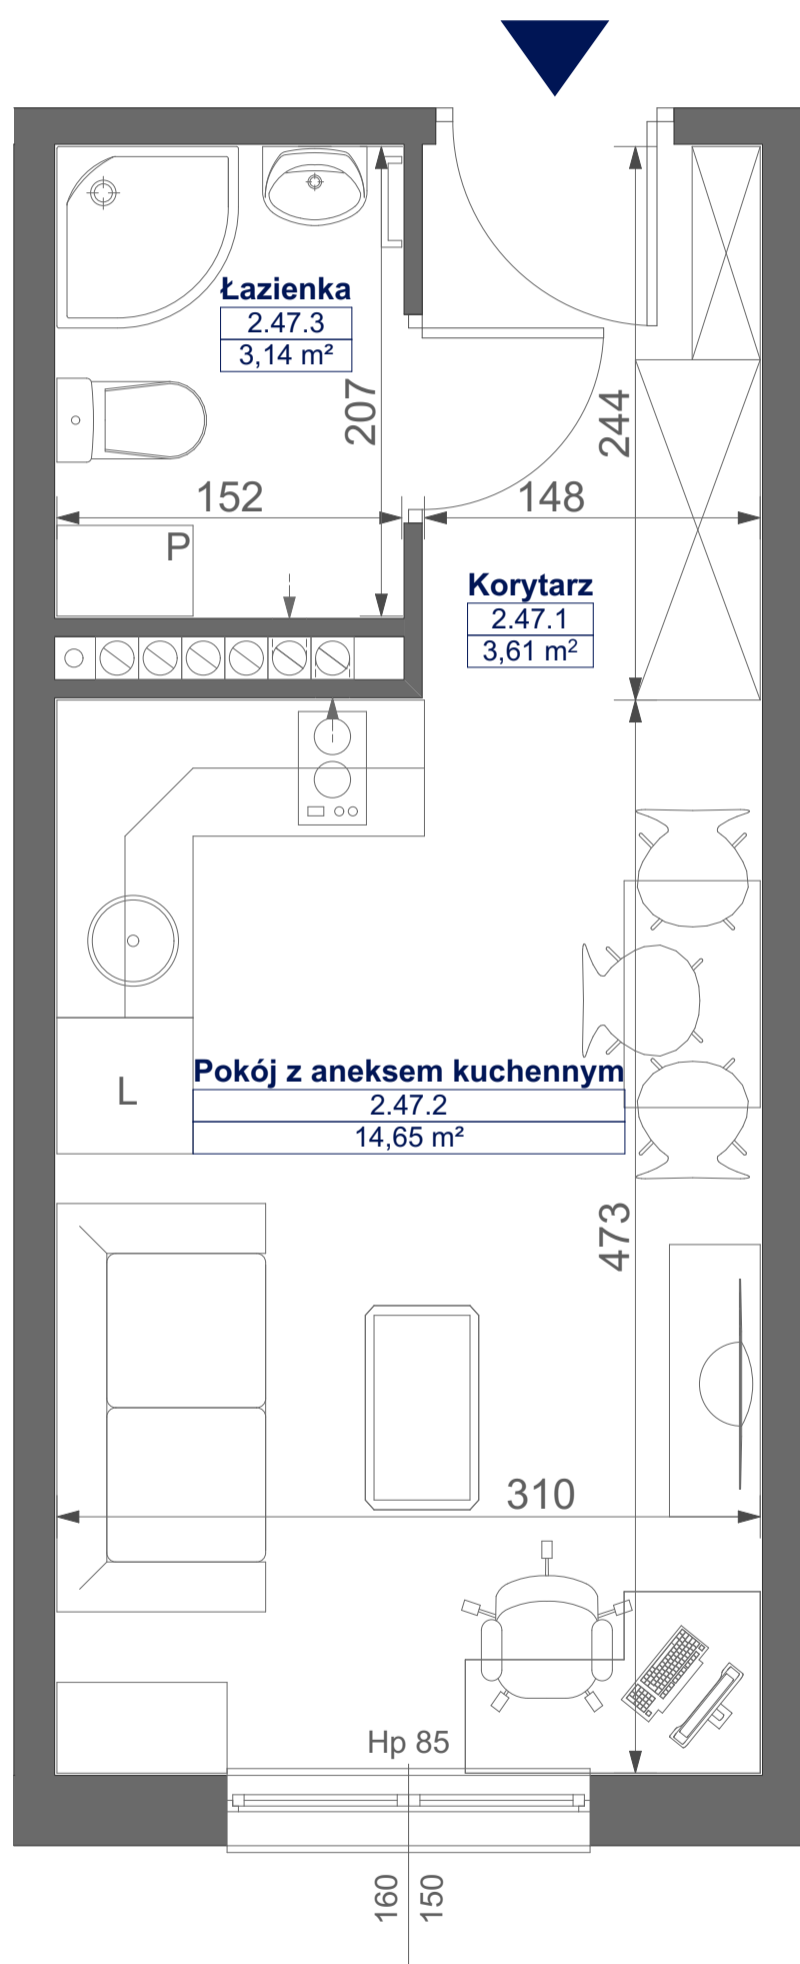 Łazienka
2.47.3
3,14 m²
207
244
152
148
P
Korytarz
2.47.1
3,61 m²
L
Pokój z aneksem kuchennym
2.47.2
14,65 m²
473
310
Hp 85
160
150